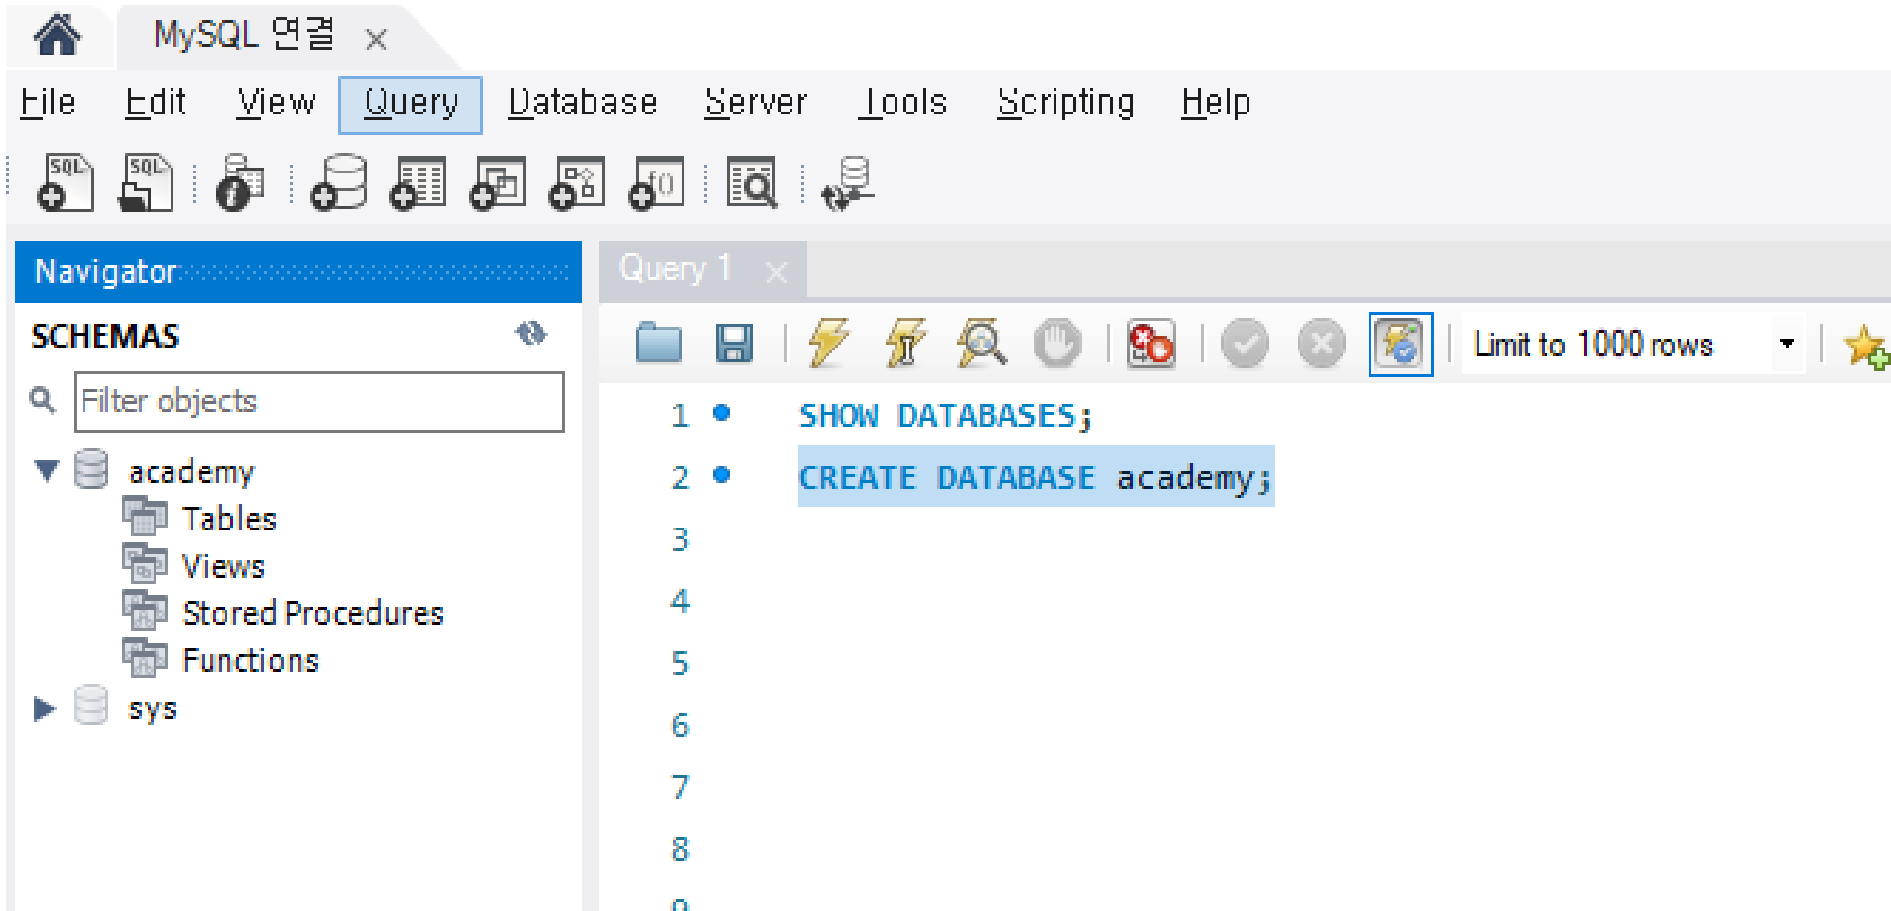 MySQL 연결
File Edit View Query Database Server Tools Scripting Help
SQL SQL f()
Navigator
SCHEMAS
Filter objects
academy
Tables
Views
Stored Procedures
Functions
sys
Query 1
Limit to 1000 rows
1 SHOW DATABASES;
2 CREATE DATABASE academy;
3
4
5
6
7
8
9